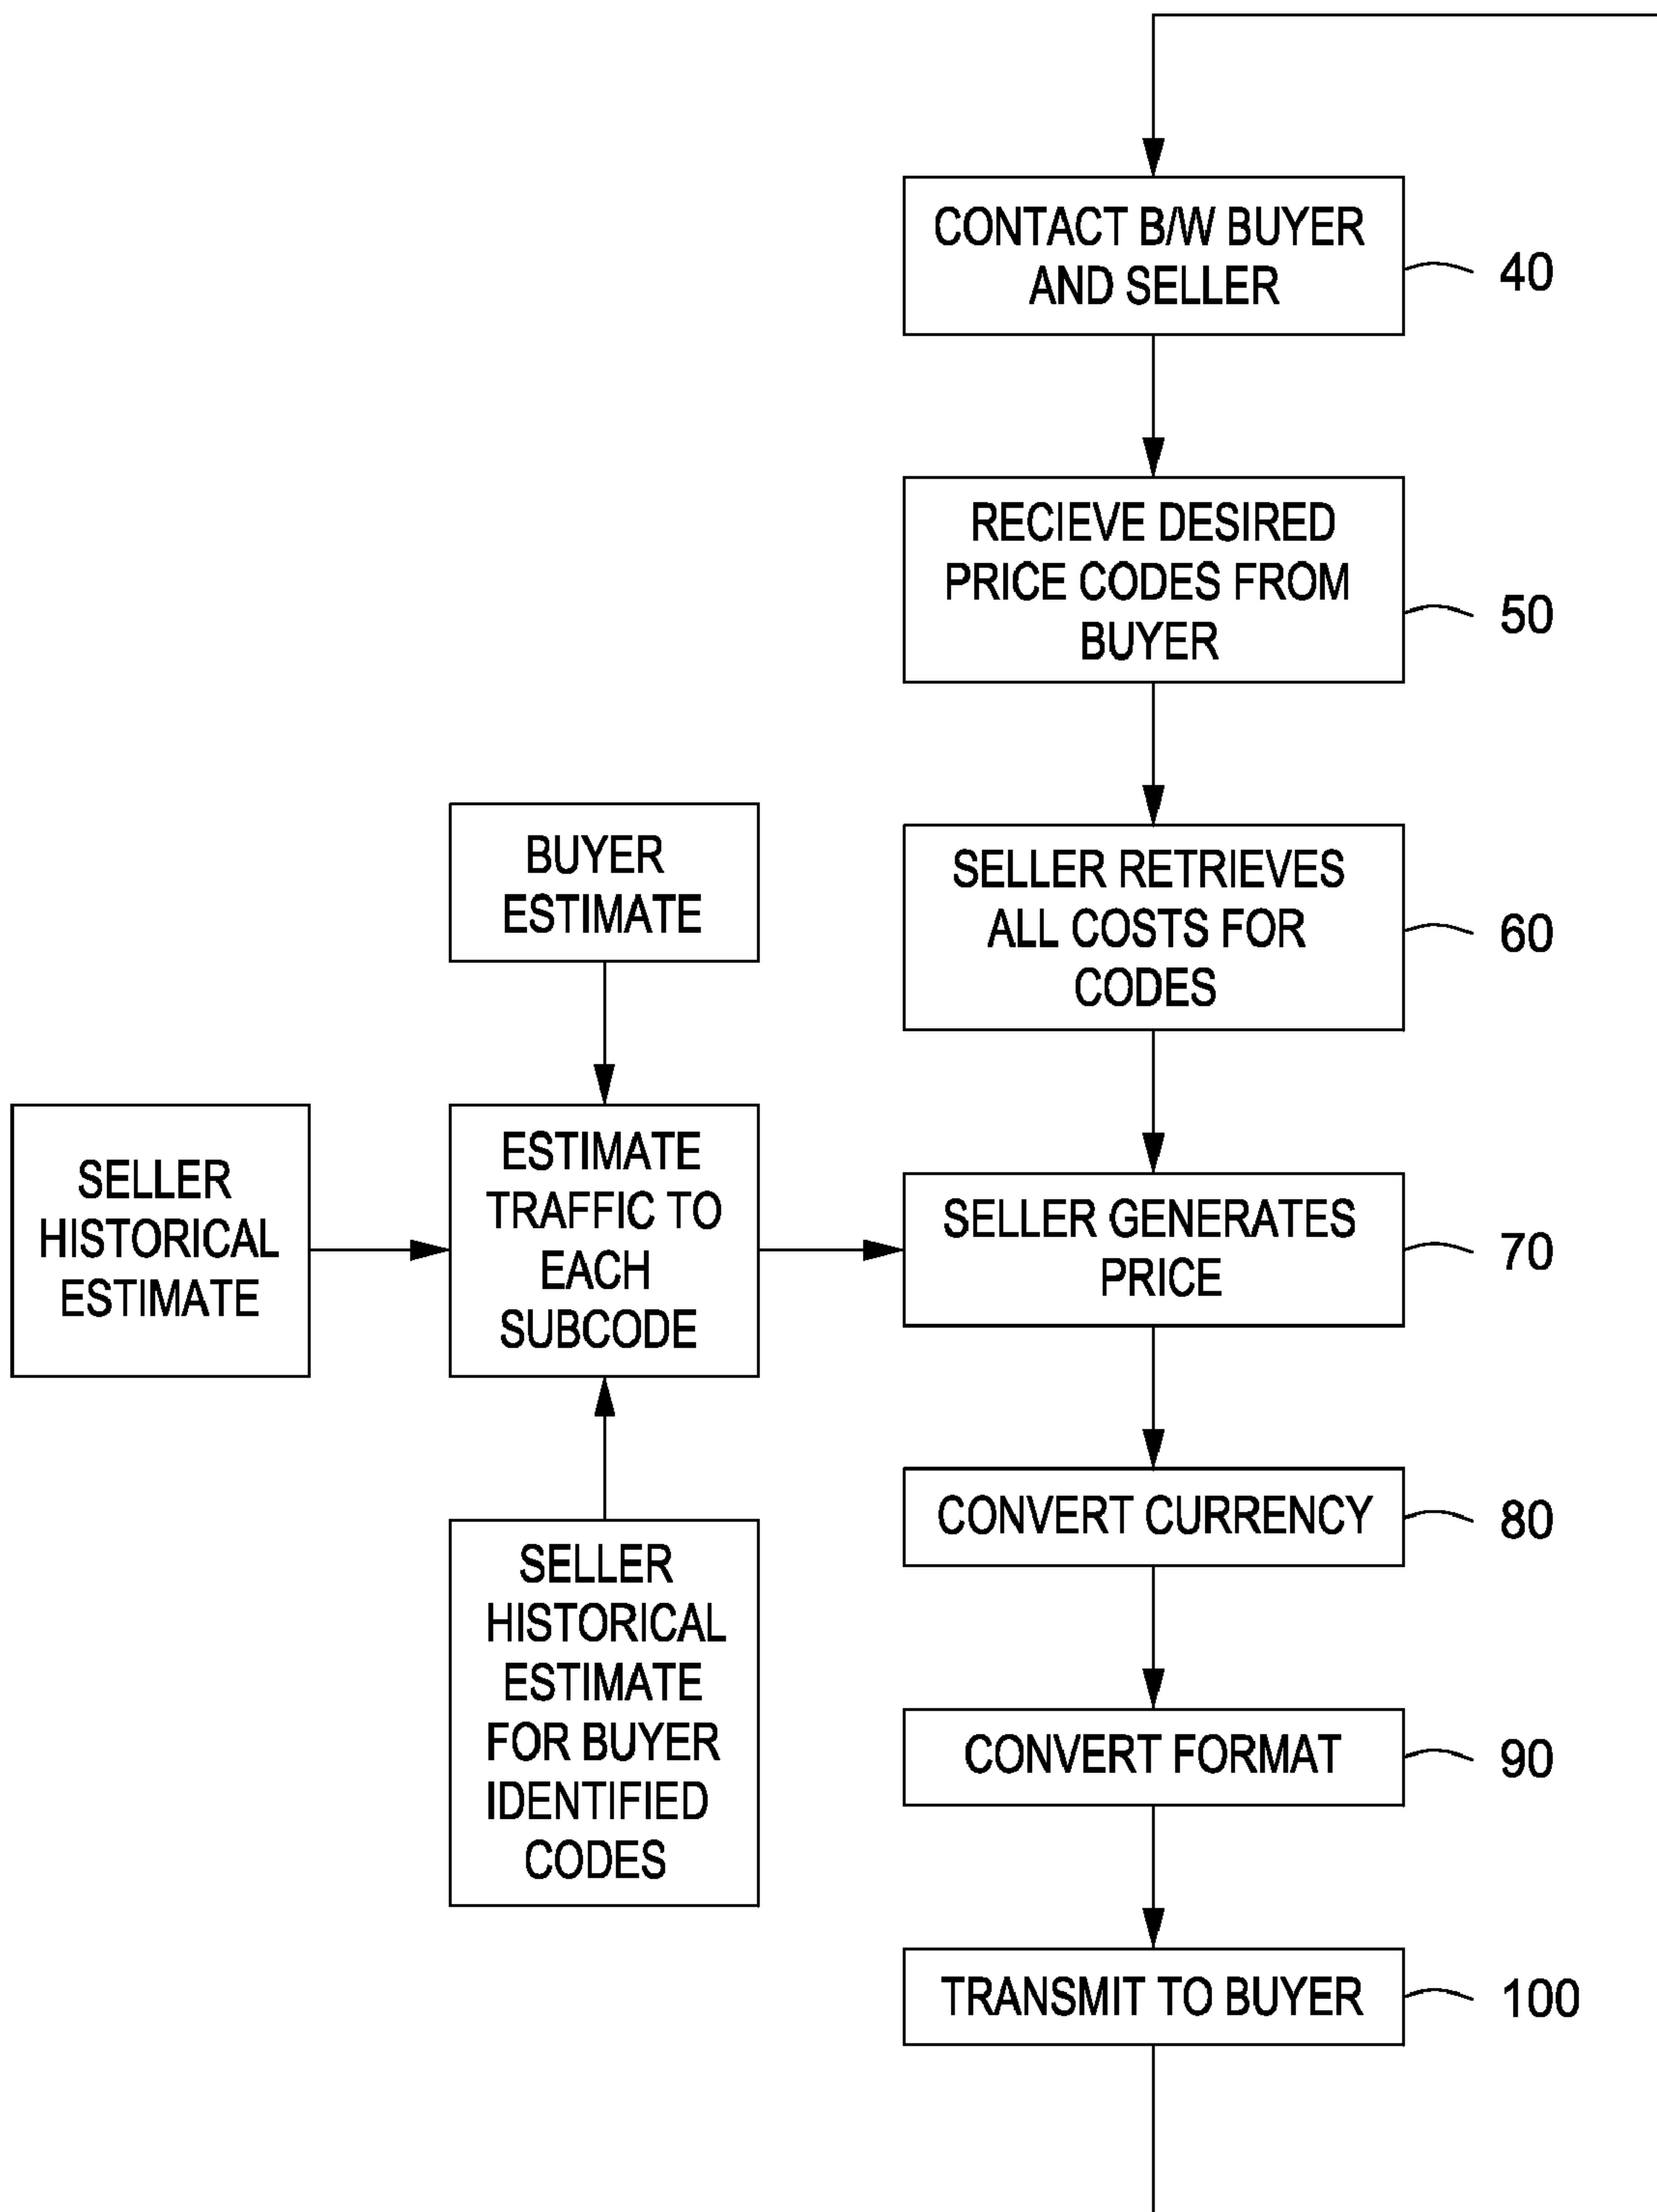 CONTACT B/W BUYER
AND SELLER
40
RECIEVE DESIRED
PRICE CODES FROM
BUYER
50
SELLER RETRIEVES
ALL COSTS FOR
CODES
60
BUYER
ESTIMATE
SELLER
HISTORICAL
ESTIMATE
ESTIMATE
TRAFFIC TO
EACH
SUBCODE
SELLER GENERATES
PRICE
70
SELLER
HISTORICAL
ESTIMATE
FOR BUYER
IDENTIFIED
CODES
CONVERT CURRENCY
80
CONVERT FORMAT
90
TRANSMIT TO BUYER
100